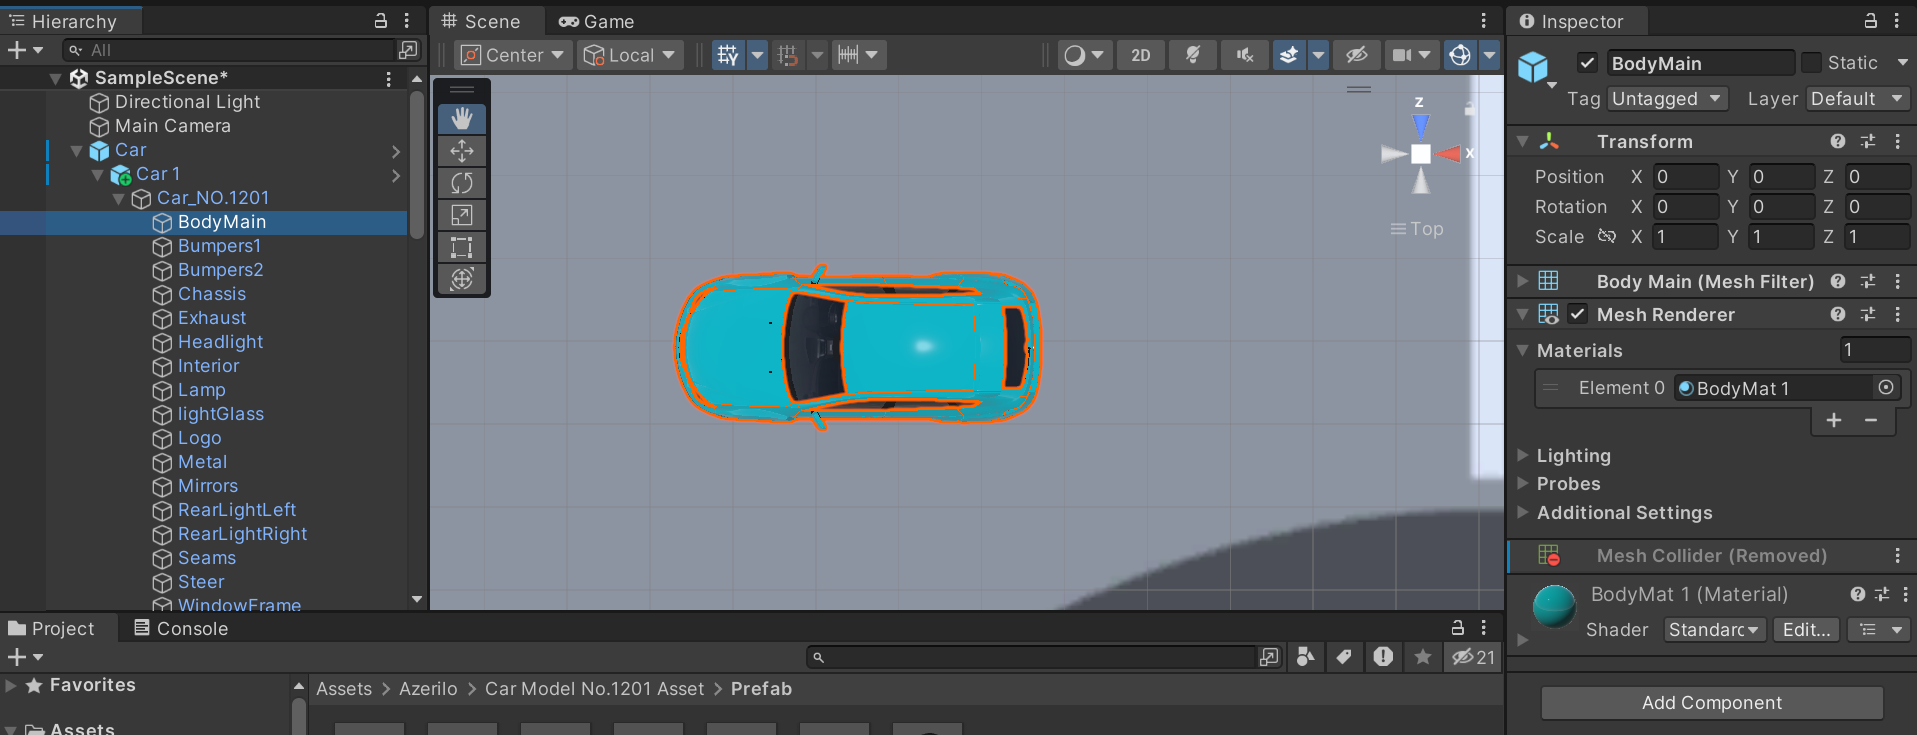 Hierarchy
All
SampleScene*
Directional Light
Main Camera
Car
Car 1
Car_NO.1201
BodyMain
Bumpers1
Bumpers2
Chassis
Exhaust
Headlight
Interior
Lamp
lightGlass
Logo
Metal
Mirrors
RearLightLeft
RearLightRight
Seams
Steer
WindowFrame
Scene
Game
Center
Local
2D
z
x
Top
Inspector
BodyMain
Static
Tag Untagged
Layer Default
Transform
Position X 0 Y 0 Z 0
Rotation X 0 Y 0 Z 0
Scale X 1 Y 1 Z 1
Body Main (Mesh Filter)
Mesh Renderer
Materials 1
Element 0 BodyMat 1
Lighting
Probes
Additional Settings
Mesh Collider (Removed)
BodyMat 1 (Material)
Shader Standarc Edit...
Add Component
Project
Console
21
Favorites
Assets
Assets > Azerilo > Car Model No.1201 Asset > Prefab